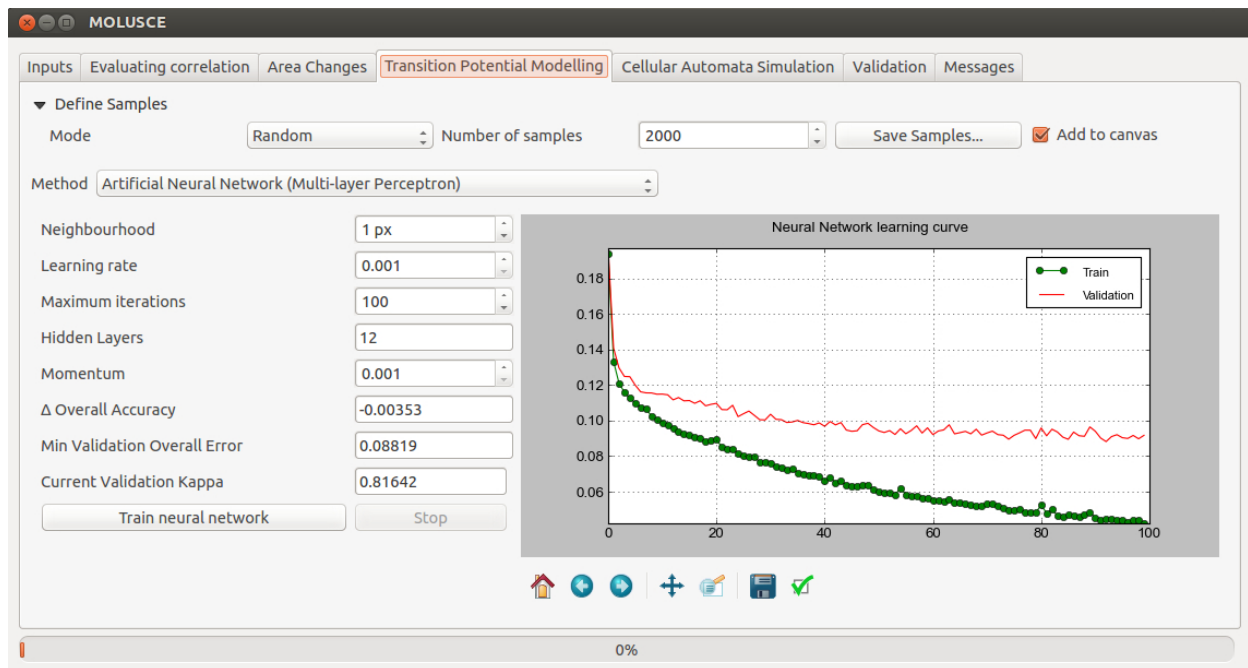 MOLUSCE
Inputs Evaluating correlation Area Changes Transition Potential Modelling Cellular Automata Simulation Validation Messages
Define Samples
Mode Random Number of samples 2000 Save Samples... Add to canvas
Method Artificial Neural Network (Multi-layer Perceptron)
Neighbourhood 1 px
Learning rate 0.001
Maximum iterations 100
Hidden Layers 12
Momentum 0.001
Δ Overall Accuracy -0.00353
Min Validation Overall Error 0.08819
Current Validation Kappa 0.81642
Train neural network Stop
Neural Network learning curve
Train
Validation
0.18
0.16
0.14
0.12
0.10
0.08
0.06
0 20 40 60 80 100
0%